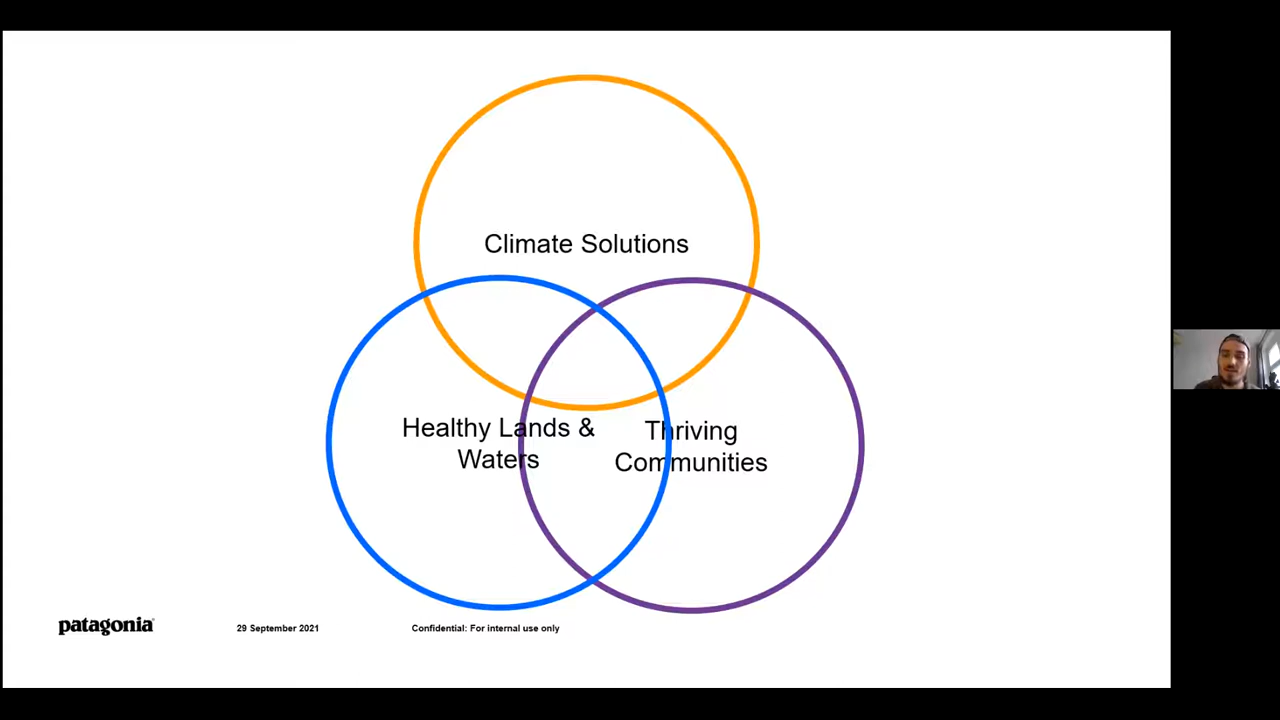 Climate Solutions
Healthy Lands &
Waters
Thriving
Communities
patagonia
29 September 2021
Confidential: For internal use only